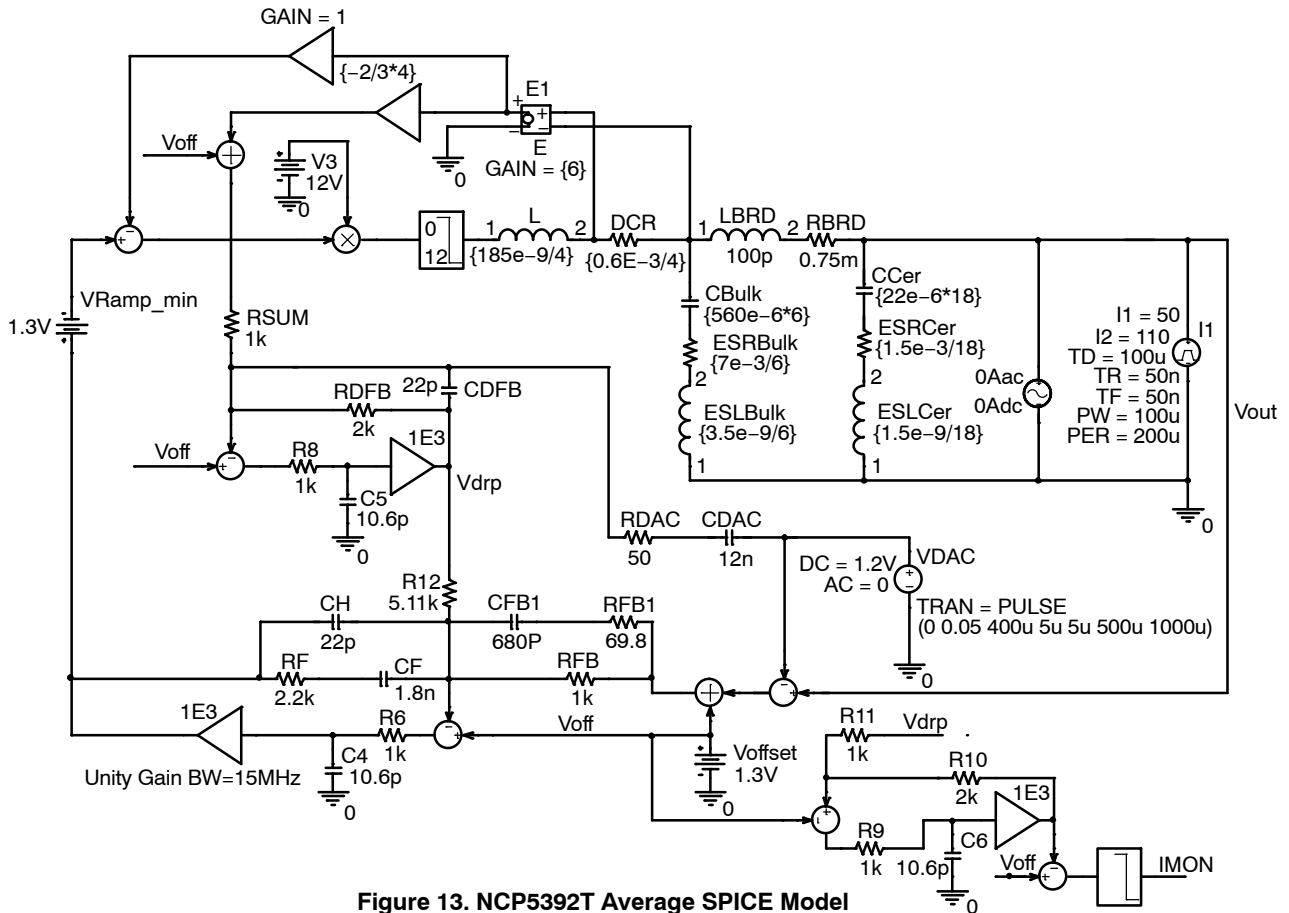 GAIN = 1
{−2/3*4}
E1
+
−
+
−
E
GAIN = {6}
0
Voff
V3
12V
0
+
-
0
12
1
L
2
{185e−9/4}
DCR
{0.6E−3/4}
1
LBRD
2
100p
RBRD
0.75m
VRamp_min
1.3V
RSUM
1k
CBulk
{560e−6*6}
ESRBulk
{7e−3/6}
2
ESLBulk
{3.5e−9/6}
1
CCer
{22e−6*18}
ESRCer
{1.5e−3/18}
2
ESLCer
{1.5e−9/18}
1
0Aac
0Adc
I1 = 50
I2 = 110
TD = 100u
TR = 50n
TF = 50n
PW = 100u
PER = 200u
I1
Vout
0
22p
CDFB
RDFB
2k
Voff
+
-
R8
1k
1E3
Vdrp
C5
10.6p
0
RDAC
50
CDAC
12n
DC = 1.2V
AC = 0
VDAC
+
−
TRAN = PULSE
(0 0.05 400u 5u 5u 500u 1000u)
0
R12
5.11k
CH
22p
CFB1
680P
RFB1
69.8
RF
2.2k
CF
1.8n
RFB
1k
-
+
1E3
R6
1k
-
+
Voff
C4
10.6p
0
Unity Gain BW=15MHz
Voffset
1.3V
0
R11
1k
Vdrp
R10
2k
+
-
R9
1k
1E3
C6
10.6p
0
Voff
+
-
IMON
Figure 13. NCP5392T Average SPICE Model